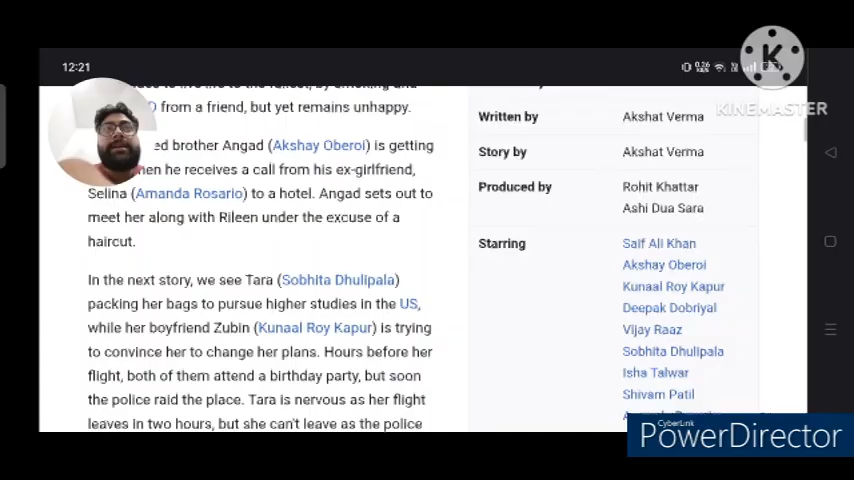 12:21
0.26
KINEMASTER
from a friend, but yet remains unhappy.
ed brother Angad (Akshay Oberoi) is getting
hen he receives a call from his ex-girlfriend,
Selina (Amanda Rosario) to a hotel. Angad sets out to
meet her along with Rileen under the excuse of a
haircut.
In the next story, we see Tara (Sobhita Dhulipala)
packing her bags to pursue higher studies in the US,
while her boyfriend Zubin (Kunaal Roy Kapur) is trying
to convince her to change her plans. Hours before her
flight, both of them attend a birthday party, but soon
the police raid the place. Tara is nervous as her flight
leaves in two hours, but she can't leave as the police
Written by Akshat Verma
Story by Akshat Verma
Produced by Rohit Khattar
Ashi Dua Sara
Starring Saif Ali Khan
Akshay Oberoi
Kunaal Roy Kapur
Deepak Dobriyal
Vijay Raaz
Sobhita Dhulipala
Isha Talwar
Shivam Patil
CyberLink
PowerDirector